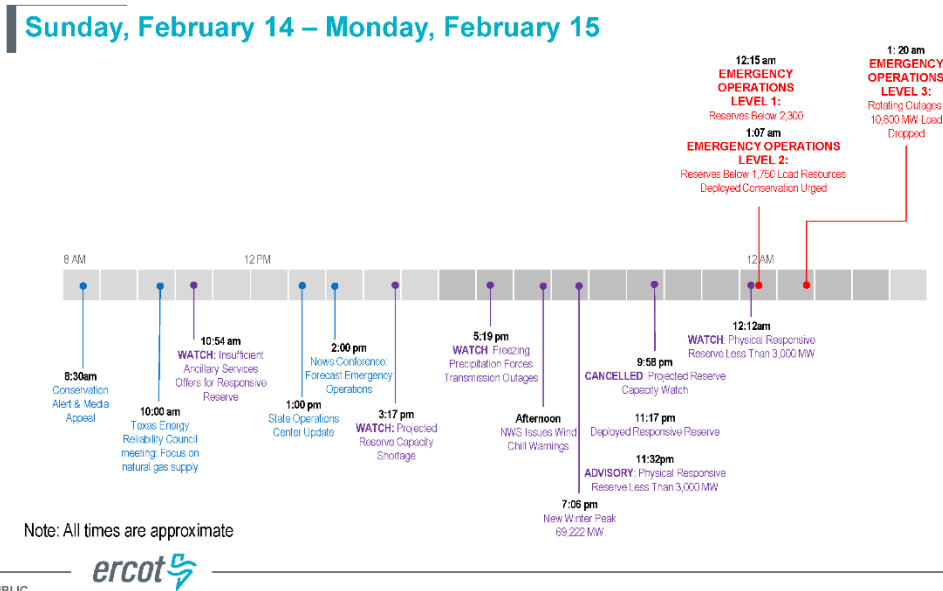 Sunday, February 14 – Monday, February 15
12:15 am
EMERGENCY
OPERATIONS
LEVEL 1:
Reserves Below 2,300
1:07 am
EMERGENCY OPERATIONS
LEVEL 2:
Reserves Below 1,750 Load Resources
Deployed Conservation Urged
1: 20 am
EMERGENCY
OPERATIONS
LEVEL 3:
Rotating Outages
10,800 MW Load
Dropped
8 AM
12 PM
12 AM
8:30am
Conservation
Alert & Media
Appeal
10:00 am
Texas Energy
Reliability Council
meeting: Focus on
natural gas supply
10:54 am
WATCH: Insufficient
Ancillary Services
Offers for Responsive
Reserve
1:00 pm
State Operations
Center Update
2:00 pm
News Conference:
Forecast Emergency
Operations
3:17 pm
WATCH: Projected
Reserve Capacity
Shortage
5:19 pm
WATCH: Freezing
Precipitation Forces
Transmission Outages
Afternoon
NWS Issues Wind
Chill Warnings
7:06 pm
New Winter Peak
69,222 MW
9:58 pm
CANCELLED: Projected Reserve
Capacity Watch
11:17 pm
Deployed Responsive Reserve
11:32pm
ADVISORY: Physical Responsive
Reserve Less Than 3,000 MW
12:12am
WATCH: Physical Responsive
Reserve Less Than 3,000 MW
Note: All times are approximate
ercot